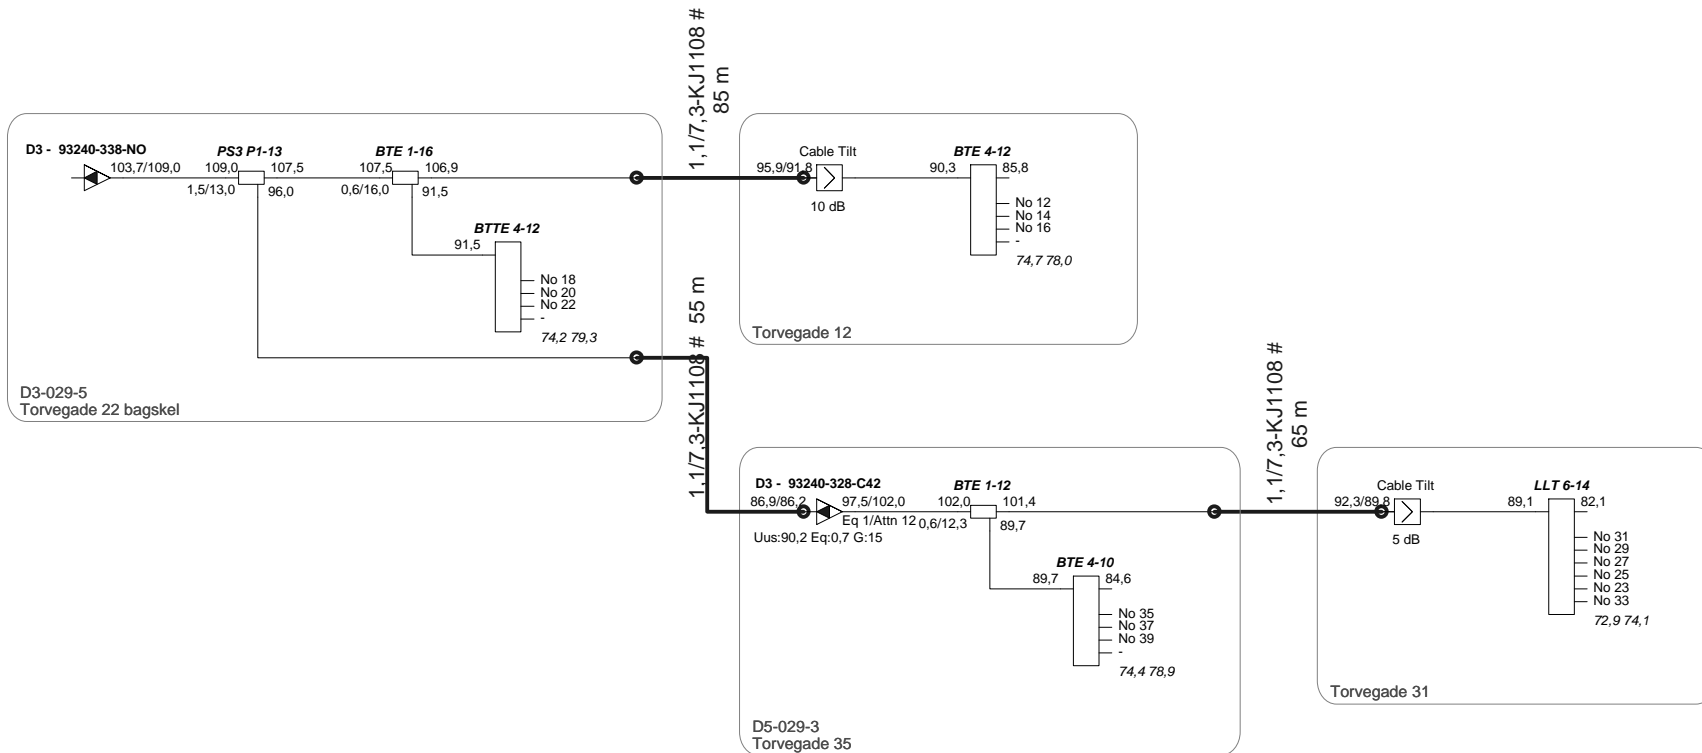 1,1/7,3-KJ1108 #
85 m
D3 - 93240-338-NO
103,7/109,0
PS3 P1-13
109,0
107,5
1,5/13,0
96,0
BTE 1-16
107,5
106,9
0,6/16,0
91,5
BTTE 4-12
91,5
No 18
No 20
No 22
-
74,2 79,3
D3-029-5
Torvegade 22 bagskel
95,9/91,8
Cable Tilt
10 dB
BTE 4-12
90,3
85,8
No 12
No 14
No 16
-
74,7 78,0
Torvegade 12
1,1/7,3-KJ1108 # 55 m
D3 - 93240-328-C42
86,9/86,2
97,5/102,0
Eq 1/Attn 12
Uus:90,2 Eq:0,7 G:15
BTE 1-12
102,0
101,4
0,6/12,3
89,7
BTE 4-10
89,7
84,6
No 35
No 37
No 39
-
74,4 78,9
D5-029-3
Torvegade 35
1,1/7,3-KJ1108 #
65 m
92,3/89,8
Cable Tilt
5 dB
LLT 6-14
89,1
82,1
No 31
No 29
No 27
No 25
No 23
No 33
72,9 74,1
Torvegade 31